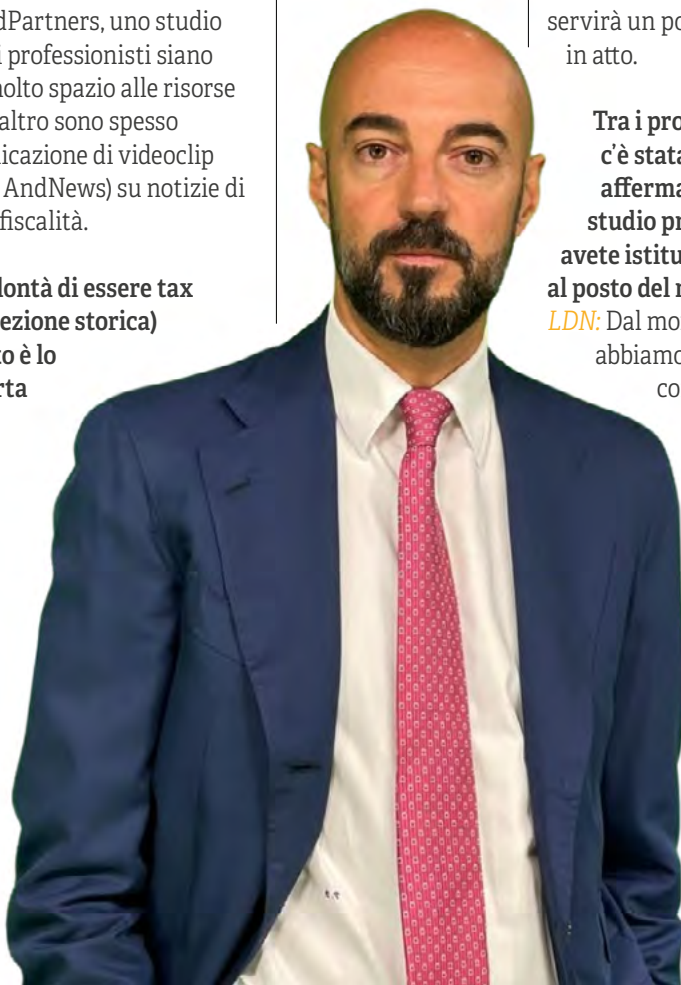 dPartners, uno studio
i professionisti siano
nolto spazio alle risorse
altro sono spesso
licazione di videoclip
AndNews) su notizie di
fiscalità.
lontà di essere tax
ezione storica)
o è lo
rta
servirà un po
in atto.
Tra i pro
c'è stata
afferma
studio pr
avete istitu
al posto del r
LDN: Dal mo
abbiamo
co